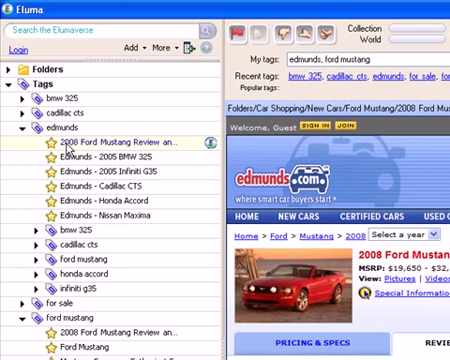 Eluma
Search the Elumaverse
Login
Add
More
Folders
Tags
bmw 325
cadillac cts
edmunds
2008 Ford Mustang Review an...
Edmunds - 2005 BMW 325
Edmunds - 2005 Infiniti G35
Edmunds - Cadillac CTS
Edmunds - Honda Accord
Edmunds - Nissan Maxima
bmw 325
cadillac cts
ford mustang
honda accord
infiniti g35
for sale
ford mustang
2008 Ford Mustang Review an...
Ford Mustang
Collection
World
My tags:
edmunds, ford mustang
Recent tags:
bmw 325, cadillac cts, edmunds, for sale, for
Popular tags:
Folders/Car Shopping/New Cars/Ford Mustang/2008 Ford Mus
Welcome, Guest
SIGN IN
JOIN
edmunds.com
where smart car buyers start
HOME
NEW CARS
CERTIFIED CARS
USED C
Home > Ford > Mustang > 2008
Select a year
2008 Ford Mustan
MSRP: $19,650 - $32,
View: Pictures | Videos
Special Information
PRICING & SPECS
REVIE